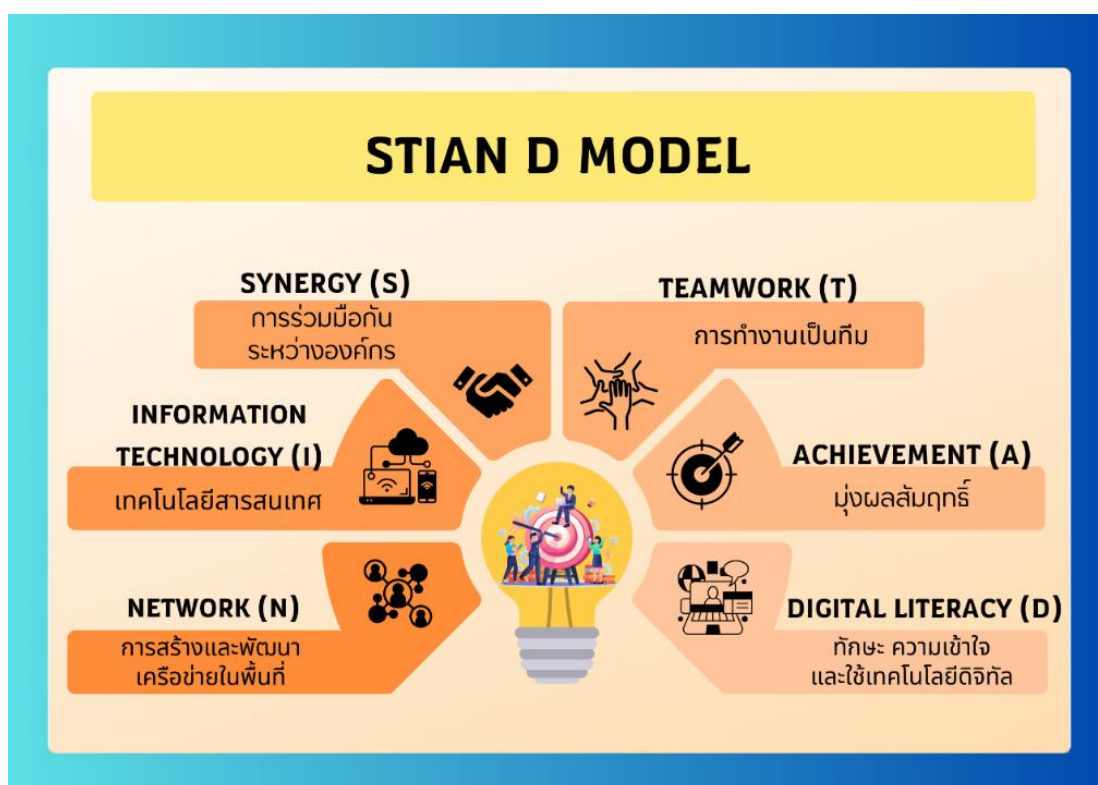 STIAN D MODEL
SYNERGY (S)
การร่วมมือกัน
ระหว่างองค์กร
TEAMWORK (T)
การทำงานเป็นทีม
INFORMATION
TECHNOLOGY (I)
เทคโนโลยีสารสนเทศ
ACHIEVEMENT (A)
มุ่งผลสัมฤทธิ์
NETWORK (N)
การสร้างและพัฒนา
เครือข่ายในพื้นที่
DIGITAL LITERACY (D)
ทักษะ ความเข้าใจ
และใช้เทคโนโลยีดิจิทัล